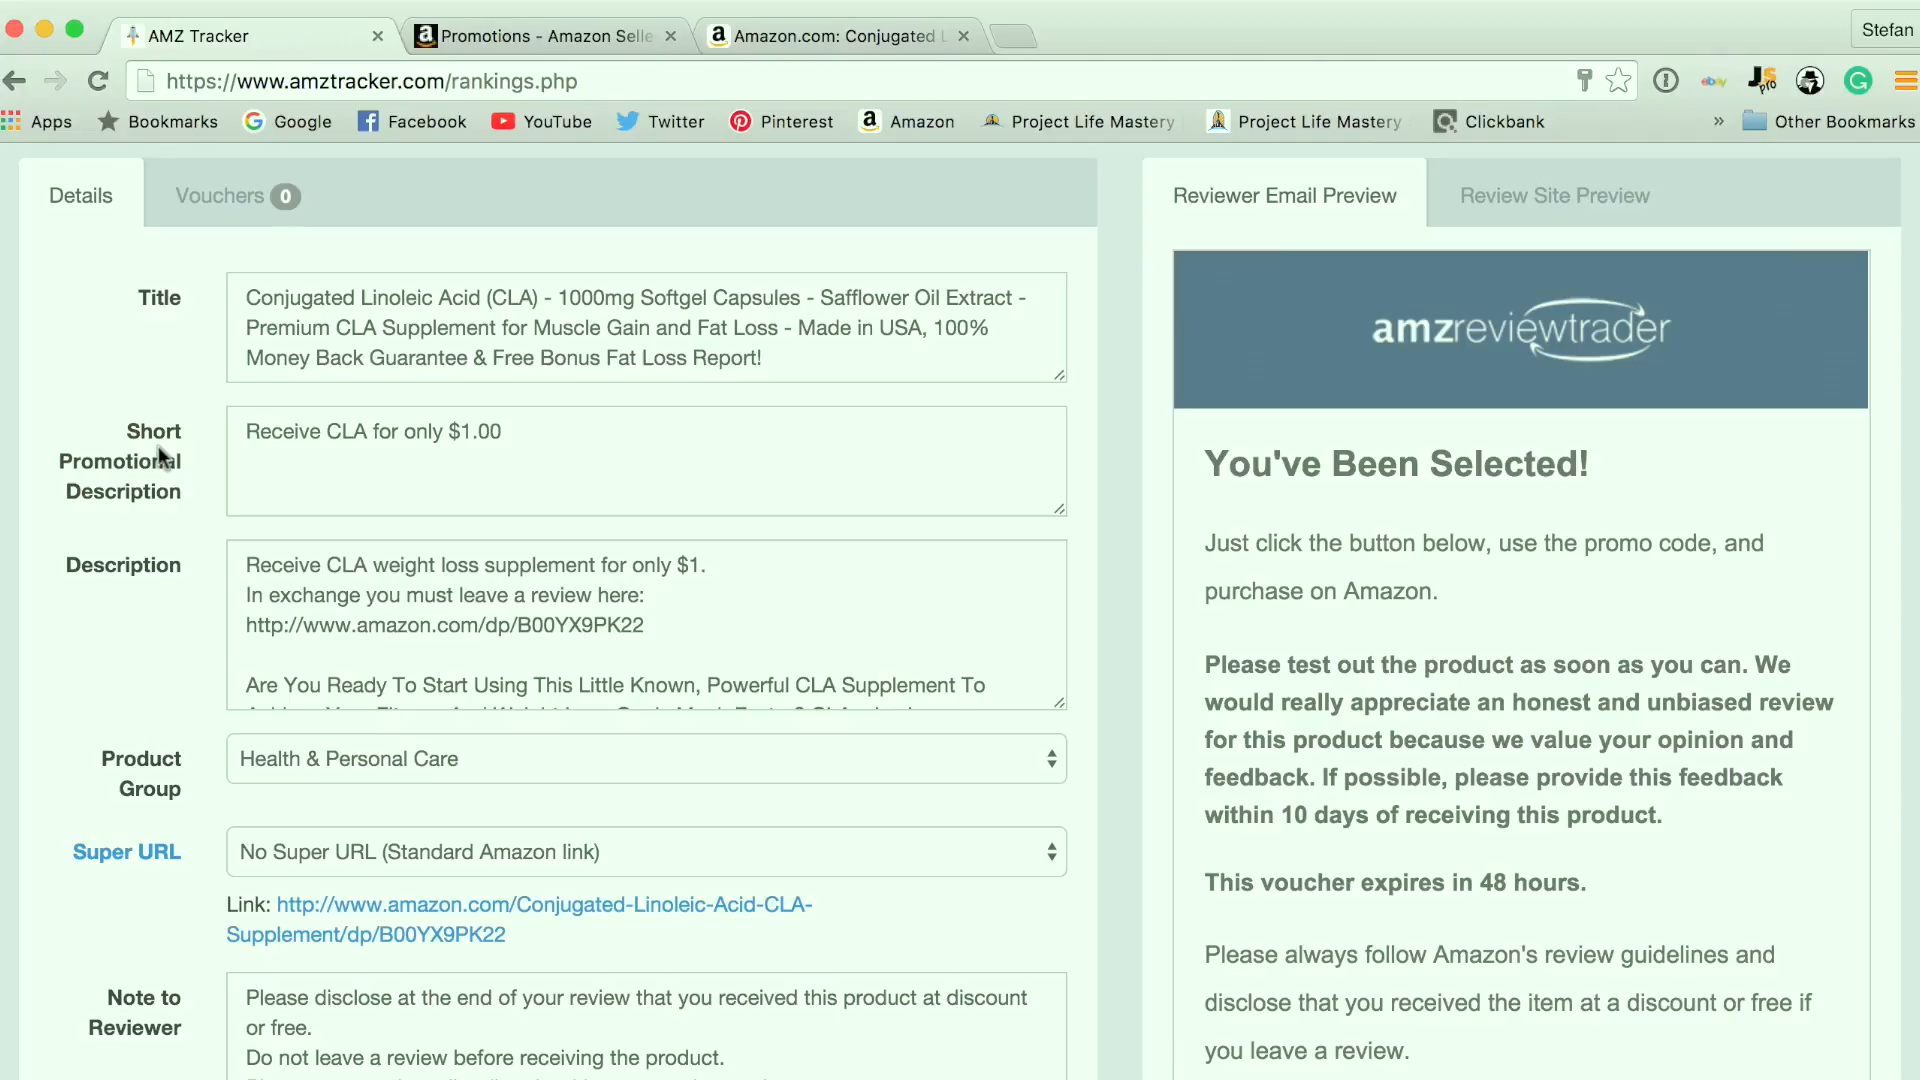 AMZ Tracker
Promotions - Amazon Selle
Amazon.com: Conjugated L
Stefan
https://www.amztracker.com/rankings.php
Apps
Bookmarks
Google
Facebook
YouTube
Twitter
Pinterest
Amazon
Project Life Mastery
Project Life Mastery
Clickbank
»
Other Bookmarks
Details
Vouchers 0
Title
Conjugated Linoleic Acid (CLA) - 1000mg Softgel Capsules - Safflower Oil Extract -
Premium CLA Supplement for Muscle Gain and Fat Loss - Made in USA, 100%
Money Back Guarantee & Free Bonus Fat Loss Report!
Short
Promotional
Description
Receive CLA for only $1.00
Description
Receive CLA weight loss supplement for only $1.
In exchange you must leave a review here:
http://www.amazon.com/dp/B00YX9PK22
Are You Ready To Start Using This Little Known, Powerful CLA Supplement To
Product
Group
Health & Personal Care
Super URL
No Super URL (Standard Amazon link)
Link: http://www.amazon.com/Conjugated-Linoleic-Acid-CLA-
Supplement/dp/B00YX9PK22
Note to
Reviewer
Please disclose at the end of your review that you received this product at discount
or free.
Do not leave a review before receiving the product.
Reviewer Email Preview
Review Site Preview
amzreviewtrader
You've Been Selected!
Just click the button below, use the promo code, and
purchase on Amazon.
Please test out the product as soon as you can. We
would really appreciate an honest and unbiased review
for this product because we value your opinion and
feedback. If possible, please provide this feedback
within 10 days of receiving this product.
This voucher expires in 48 hours.
Please always follow Amazon's review guidelines and
disclose that you received the item at a discount or free if
you leave a review.